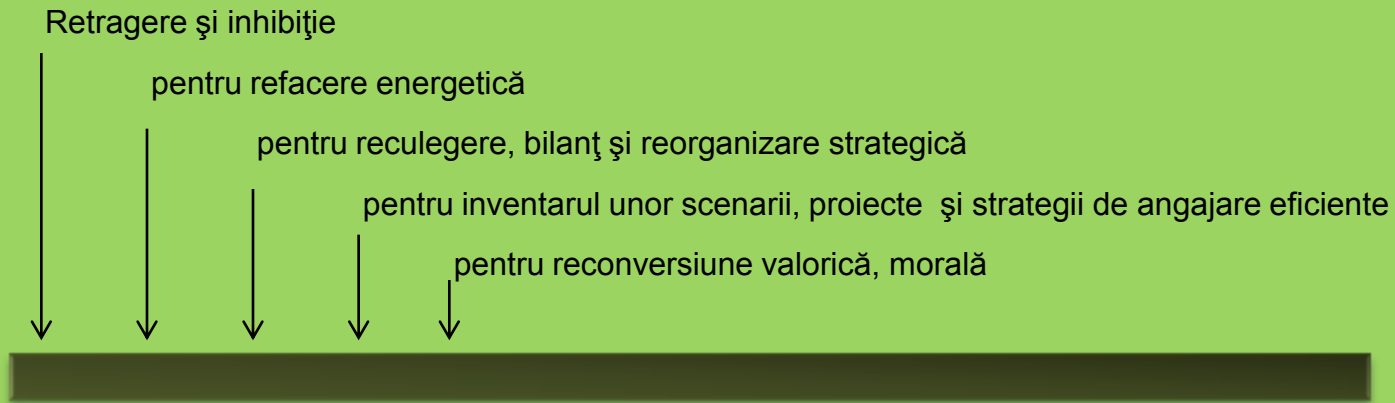 Retragere şi inhibiţie
pentru refacere energetică
pentru reculegere, bilanţ şi reorganizare strategică
pentru inventarul unor scenarii, proiecte şi strategii de angajare eficiente
pentru reconversiune valorică, morală